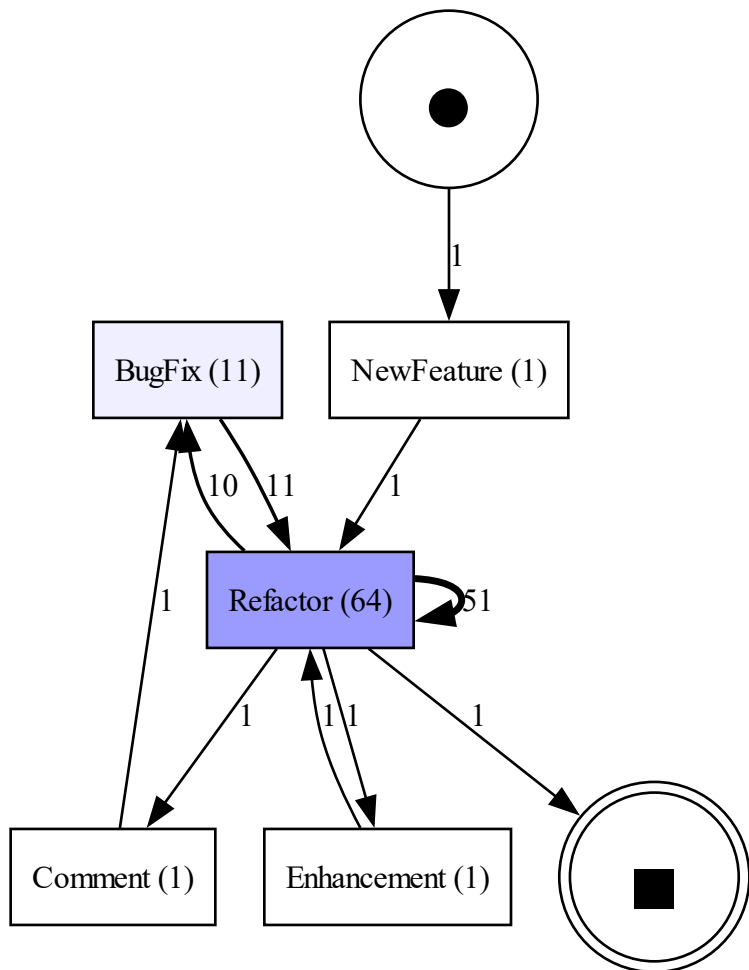 1
BugFix (11)
NewFeature (1)
10
11
1
1
Refactor (64)
51
1
1
1
1
Comment (1)
Enhancement (1)